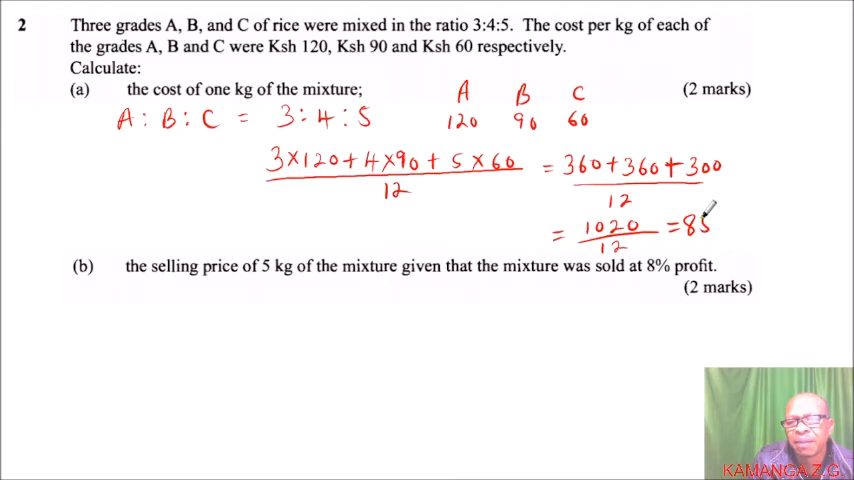 2 Three grades A, B, and C of rice were mixed in the ratio 3:4:5. The cost per kg of each of
the grades A, B and C were Ksh 120, Ksh 90 and Ksh 60 respectively.
Calculate:
(a) the cost of one kg of the mixture; (2 marks)
A B C
A : B : C = 3 : 4 : 5 120 90 60
3×120+4×90+5×60 = 360+360+300
12 12
= 1020 = 85
12
(b) the selling price of 5 kg of the mixture given that the mixture was sold at 8% profit.
(2 marks)
KAMANGA.Z.G